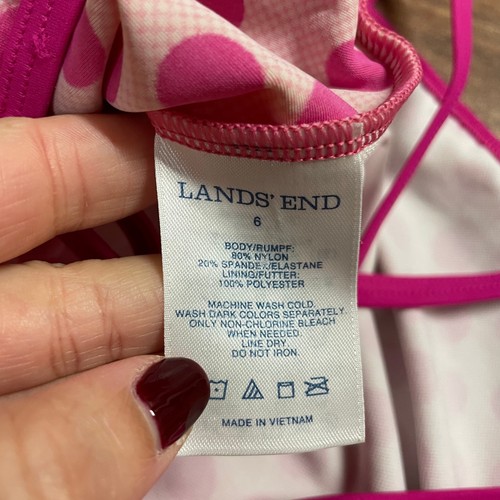 LANDS' END
6
BODY/RUMPF:
80% NYLON
20% SPANDEX/ELASTANE
LINING/FUTTER:
100% POLYESTER
MACHINE WASH COLD.
WASH DARK COLORS SEPARATELY.
ONLY NON-CHLORINE BLEACH
WHEN NEEDED.
LINE DRY.
DO NOT IRON.
MADE IN VIETNAM